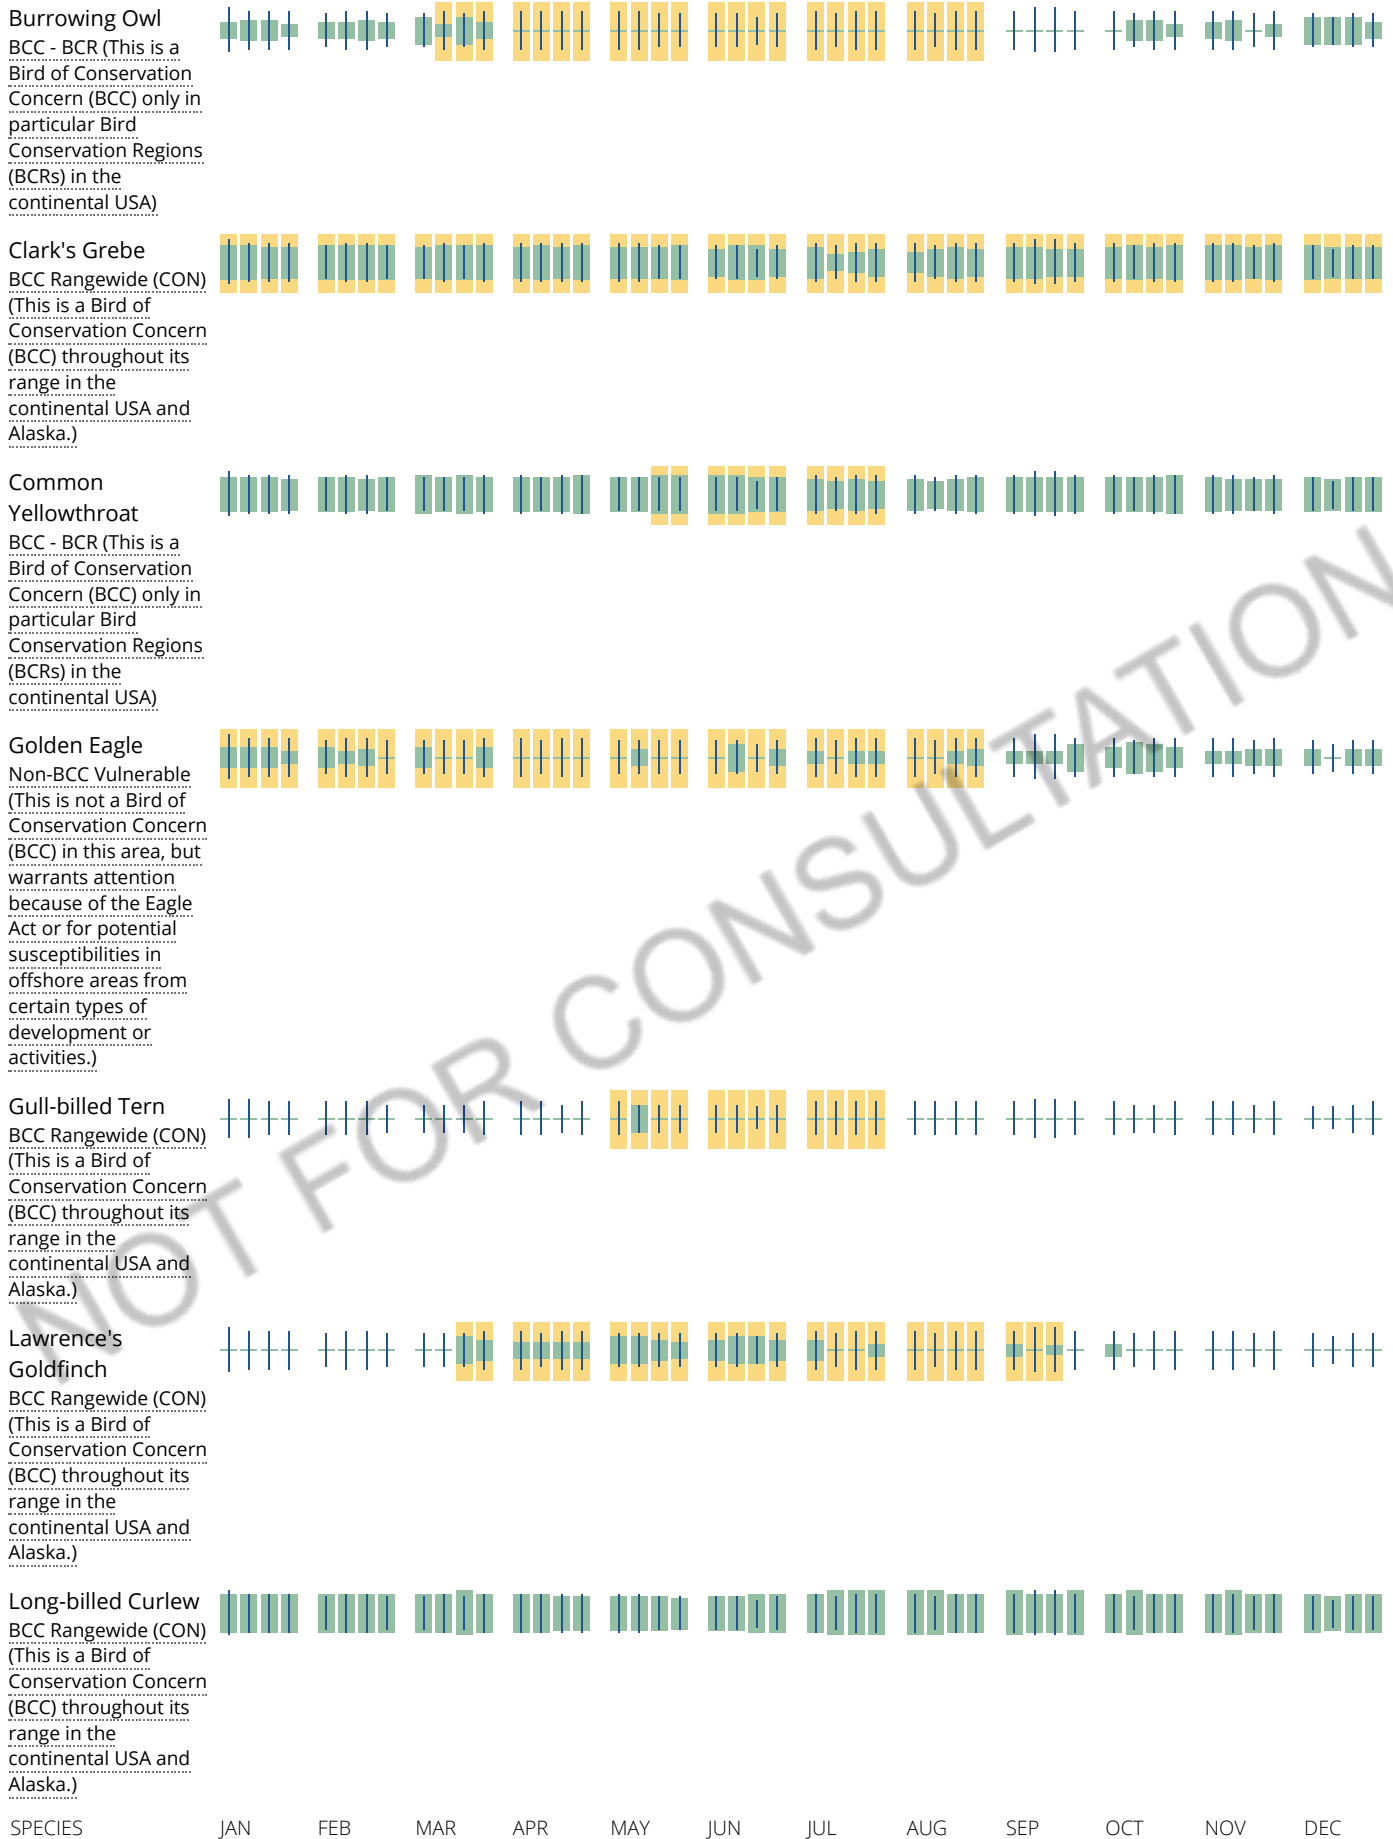 Burrowing Owl
BCC - BCR (This is a
Bird of Conservation
Concern (BCC) only in
particular Bird
Conservation Regions
(BCRs) in the
continental USA)
Clark's Grebe
BCC Rangewide (CON)
(This is a Bird of
Conservation Concern
(BCC) throughout its
range in the
continental USA and
Alaska.)
Common
Yellowthroat
BCC - BCR (This is a
Bird of Conservation
Concern (BCC) only in
particular Bird
Conservation Regions
(BCRs) in the
continental USA)
Golden Eagle
Non-BCC Vulnerable
(This is not a Bird of
Conservation Concern
(BCC) in this area, but
warrants attention
because of the Eagle
Act or for potential
susceptibilities in
offshore areas from
certain types of
development or
activities.)
Gull-billed Tern
BCC Rangewide (CON)
(This is a Bird of
Conservation Concern
(BCC) throughout its
range in the
continental USA and
Alaska.)
Lawrence's
Goldfinch
BCC Rangewide (CON)
(This is a Bird of
Conservation Concern
(BCC) throughout its
range in the
continental USA and
Alaska.)
Long-billed Curlew
BCC Rangewide (CON)
(This is a Bird of
Conservation Concern
(BCC) throughout its
range in the
continental USA and
Alaska.)
SPECIES JAN FEB MAR APR MAY JUN JUL AUG SEP OCT NOV DEC
NOT FOR CONSULTATION